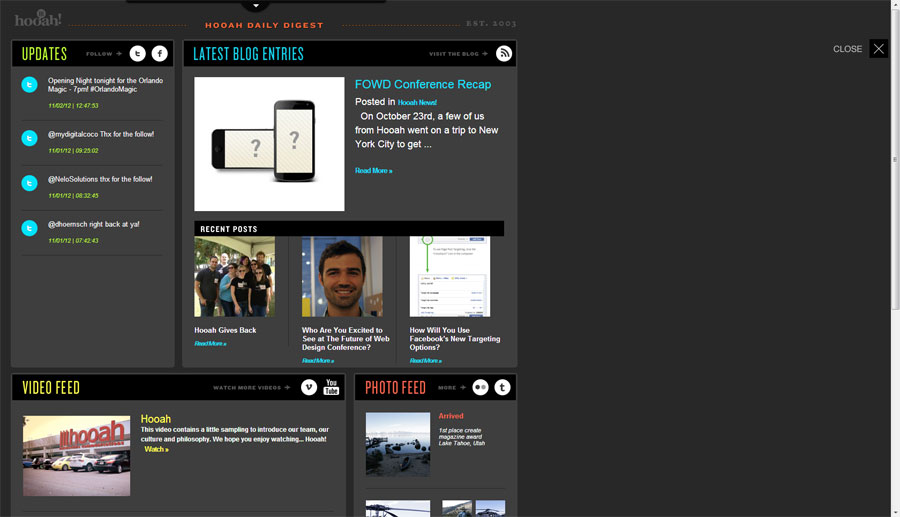 hooah!
HOOAH DAILY DIGEST
EST. 2003
CLOSE
UPDATES
FOLLOW
Opening Night tonight for the Orlando
Magic - 7pm! #OrlandoMagic
11/02/12 | 12:47:53
@mydigitalcoco Thx for the follow!
11/01/12 | 09:25:02
@NeloSolutions thx for the follow!
11/01/12 | 08:32:45
@dhoernsch right back at ya!
11/01/12 | 07:42:43
LATEST BLOG ENTRIES
VISIT THE BLOG
? ?
FOWD Conference Recap
Posted in Hooah News!
On October 23rd, a few of us
from Hooah went on a trip to New
York City to get ...
Read More »
RECENT POSTS
Hooah Gives Back
Read More »
Who Are You Excited to
See at The Future of Web
Design Conference?
Read More »
How Will You Use
Facebook's New Targeting
Options?
Read More »
VIDEO FEED
WATCH MORE VIDEOS
You
Tube
hooah
Hooah
This video contains a little sampling to introduce our team, our
culture and philosophy. We hope you enjoy watching... Hooah!
Watch »
PHOTO FEED
MORE
Arrived
1st place create
magazine award
Lake Tahoe, Utah